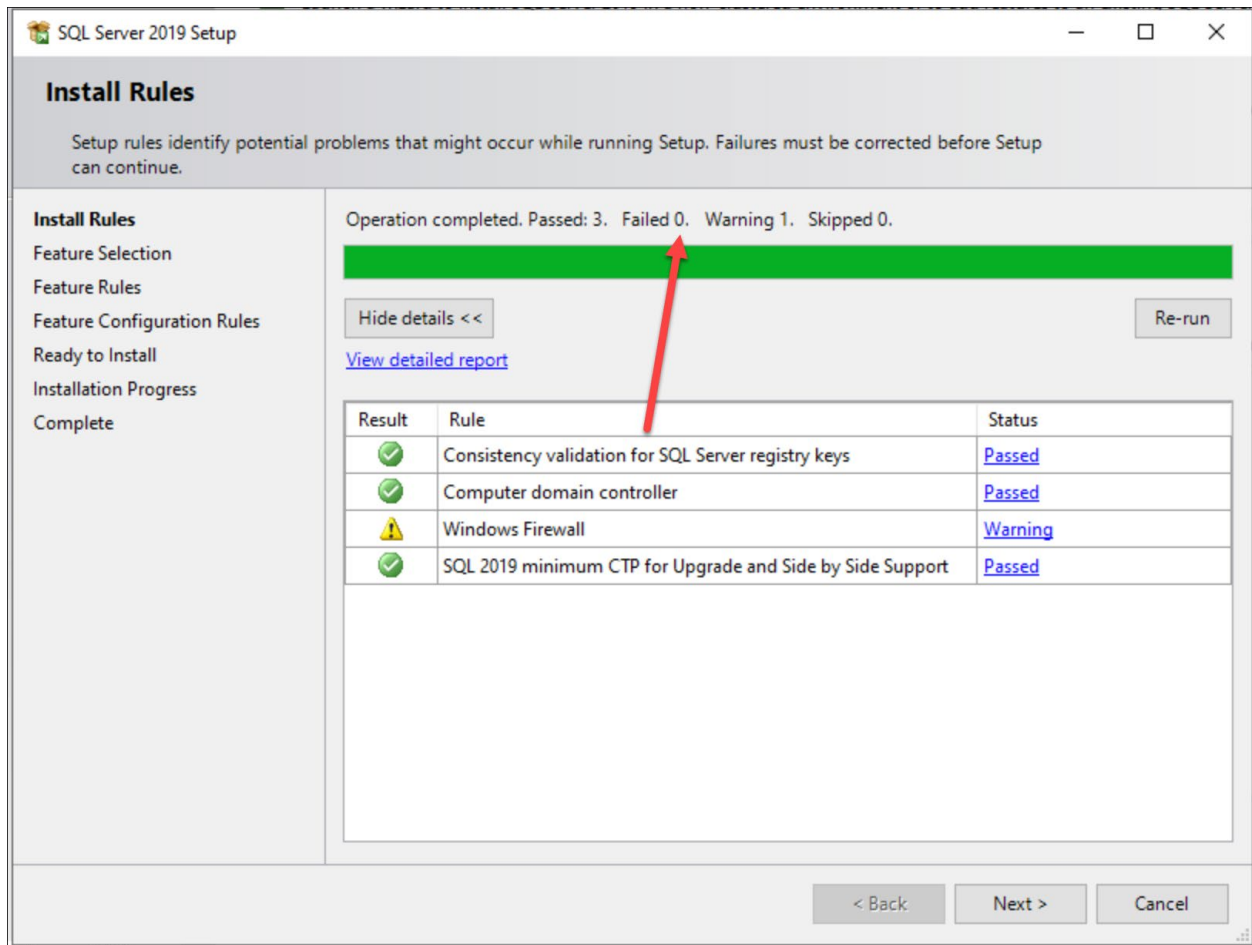 SQL Server 2019 Setup
Install Rules
Setup rules identify potential problems that might occur while running Setup. Failures must be corrected before Setup
can continue.
Install Rules
Feature Selection
Feature Rules
Feature Configuration Rules
Ready to Install
Installation Progress
Complete
Operation completed. Passed: 3.   Failed 0.   Warning 1.   Skipped 0.
Hide details <<
Re-run
View detailed report
Result Rule Status
Consistency validation for SQL Server registry keys Passed
Computer domain controller Passed
Windows Firewall Warning
SQL 2019 minimum CTP for Upgrade and Side by Side Support Passed
< Back Next > Cancel